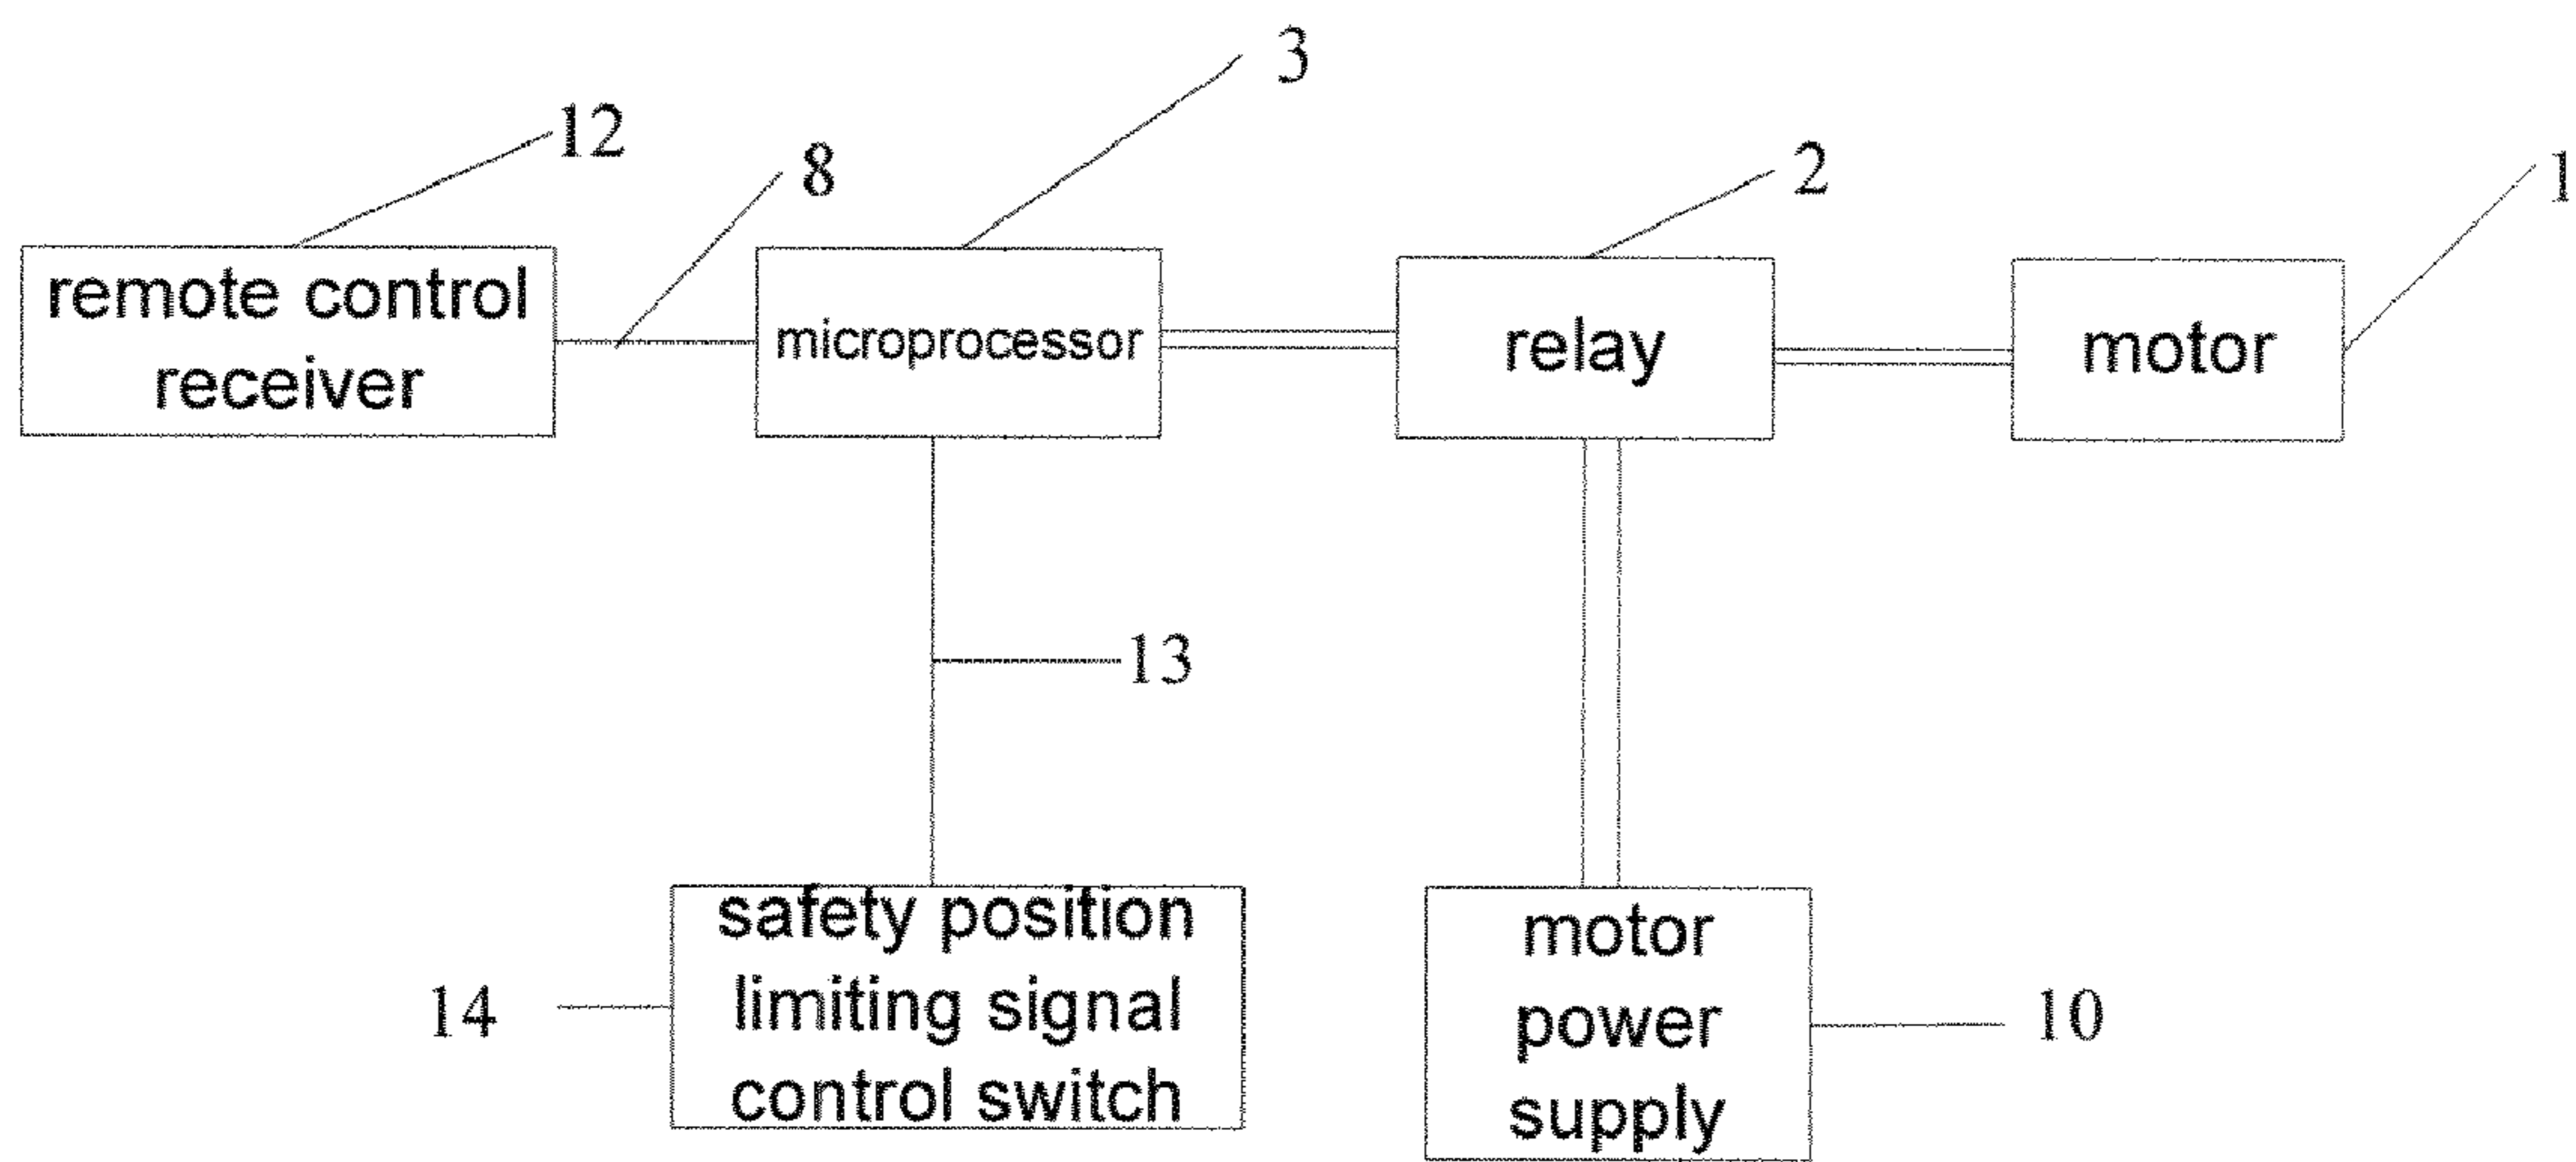 3
12
8
2
1
remote control
receiver
microprocessor
relay
motor
13
safety position
limiting signal
control switch
14
motor
power
supply
10